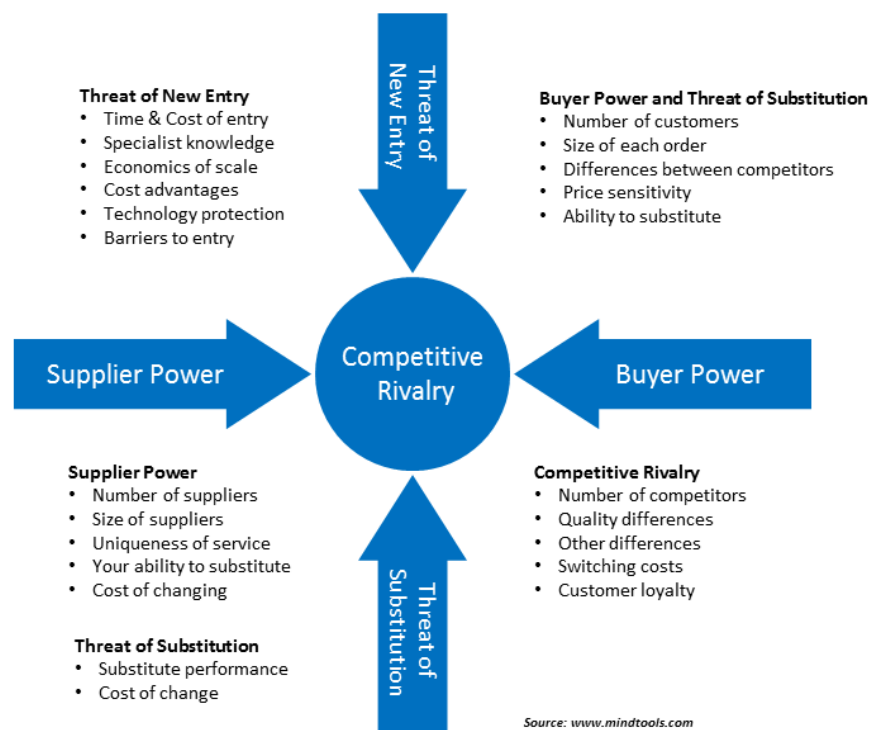 Threat of
New Entry
Threat of New Entry
• Time & Cost of entry
• Specialist knowledge
• Economics of scale
• Cost advantages
• Technology protection
• Barriers to entry
Buyer Power and Threat of Substitution
• Number of customers
• Size of each order
• Differences between competitors
• Price sensitivity
• Ability to substitute
Supplier Power
Competitive
Rivalry
Buyer Power
Supplier Power
• Number of suppliers
• Size of suppliers
• Uniqueness of service
• Your ability to substitute
• Cost of changing
Threat of Substitution
• Substitute performance
• Cost of change
Threat of
Substitution
Competitive Rivalry
• Number of competitors
• Quality differences
• Other differences
• Switching costs
• Customer loyalty
Source: www.mindtools.com